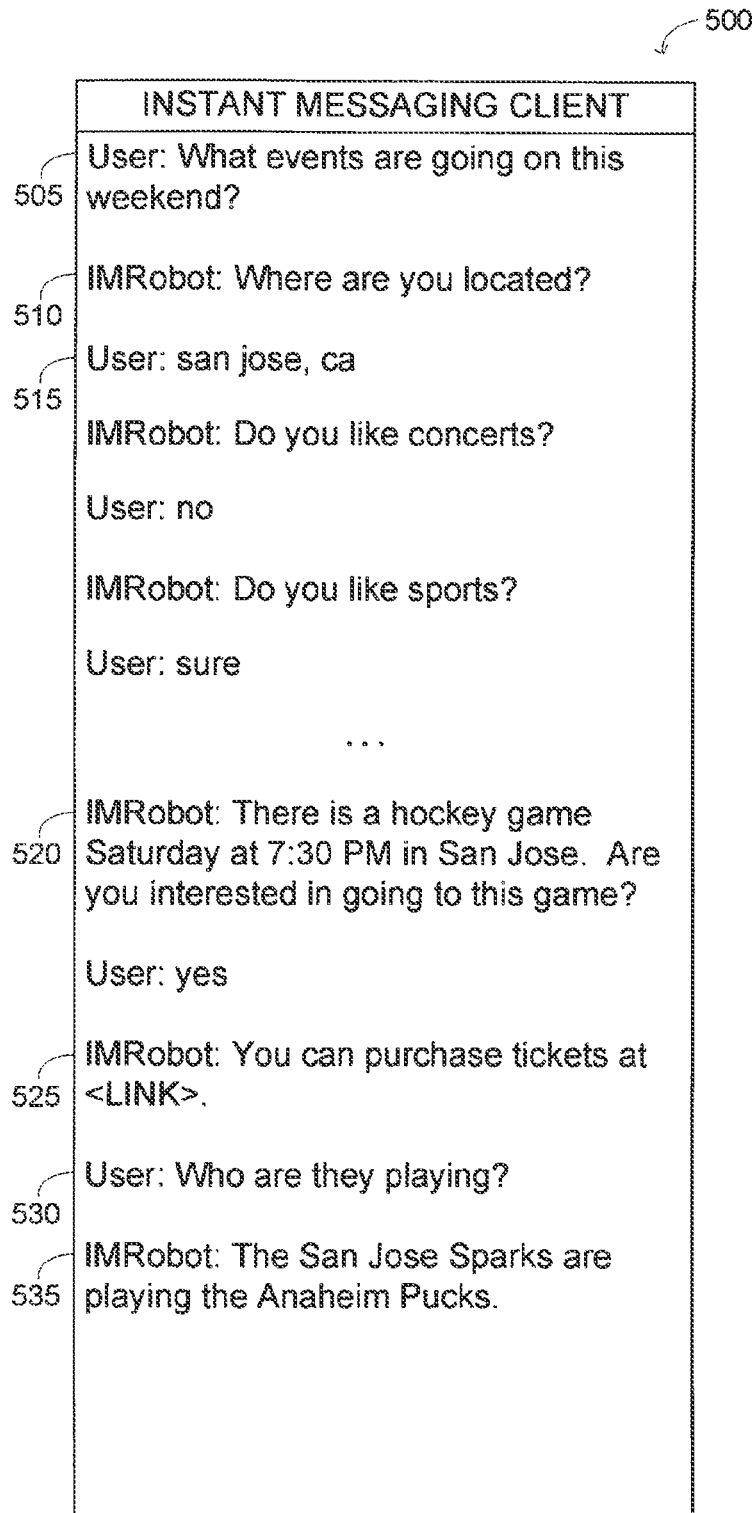 500
INSTANT MESSAGING CLIENT
505
User: What events are going on this
weekend?
510
IMRobot: Where are you located?
515
User: san jose, ca
IMRobot: Do you like concerts?
User: no
IMRobot: Do you like sports?
User: sure
...
520
IMRobot: There is a hockey game
Saturday at 7:30 PM in San Jose. Are
you interested in going to this game?
User: yes
525
IMRobot: You can purchase tickets at
<LINK>.
530
User: Who are they playing?
535
IMRobot: The San Jose Sparks are
playing the Anaheim Pucks.